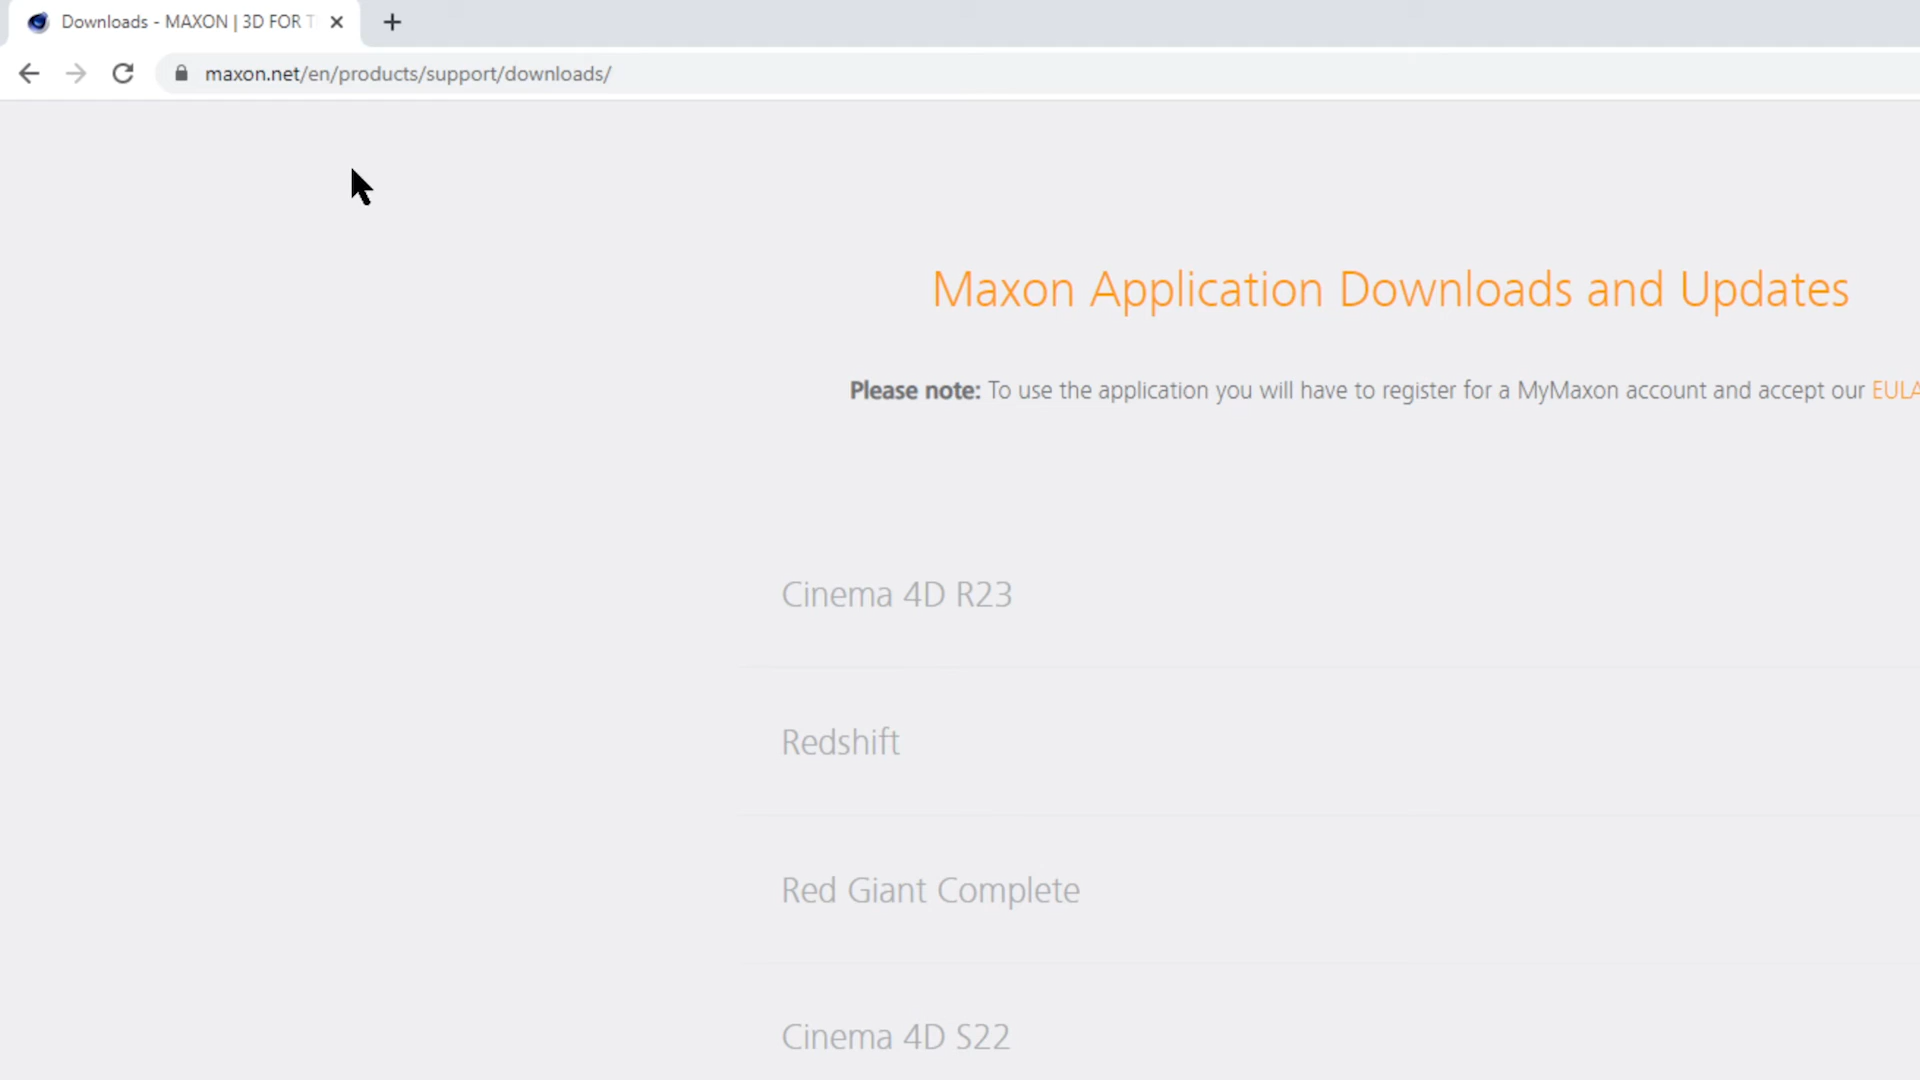 Downloads - MAXON | 3D FOR T
maxon.net/en/products/support/downloads/
Maxon Application Downloads and Updates
Please note: To use the application you will have to register for a MyMaxon account and accept our EULA
Cinema 4D R23
Redshift
Red Giant Complete
Cinema 4D S22